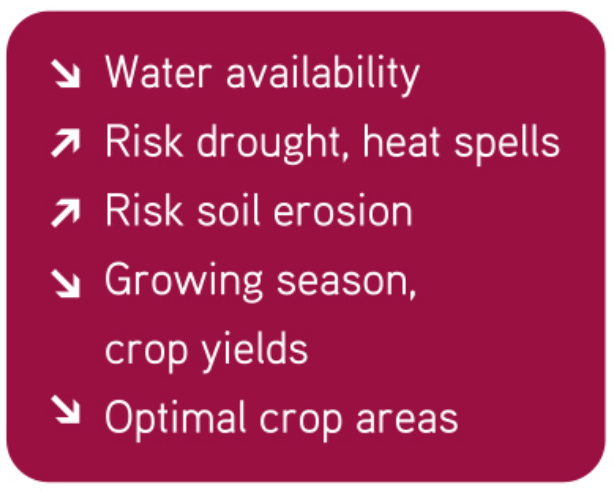 ↘ Water availability
↗ Risk drought, heat spells
↗ Risk soil erosion
↘ Growing season,
crop yields
↘ Optimal crop areas